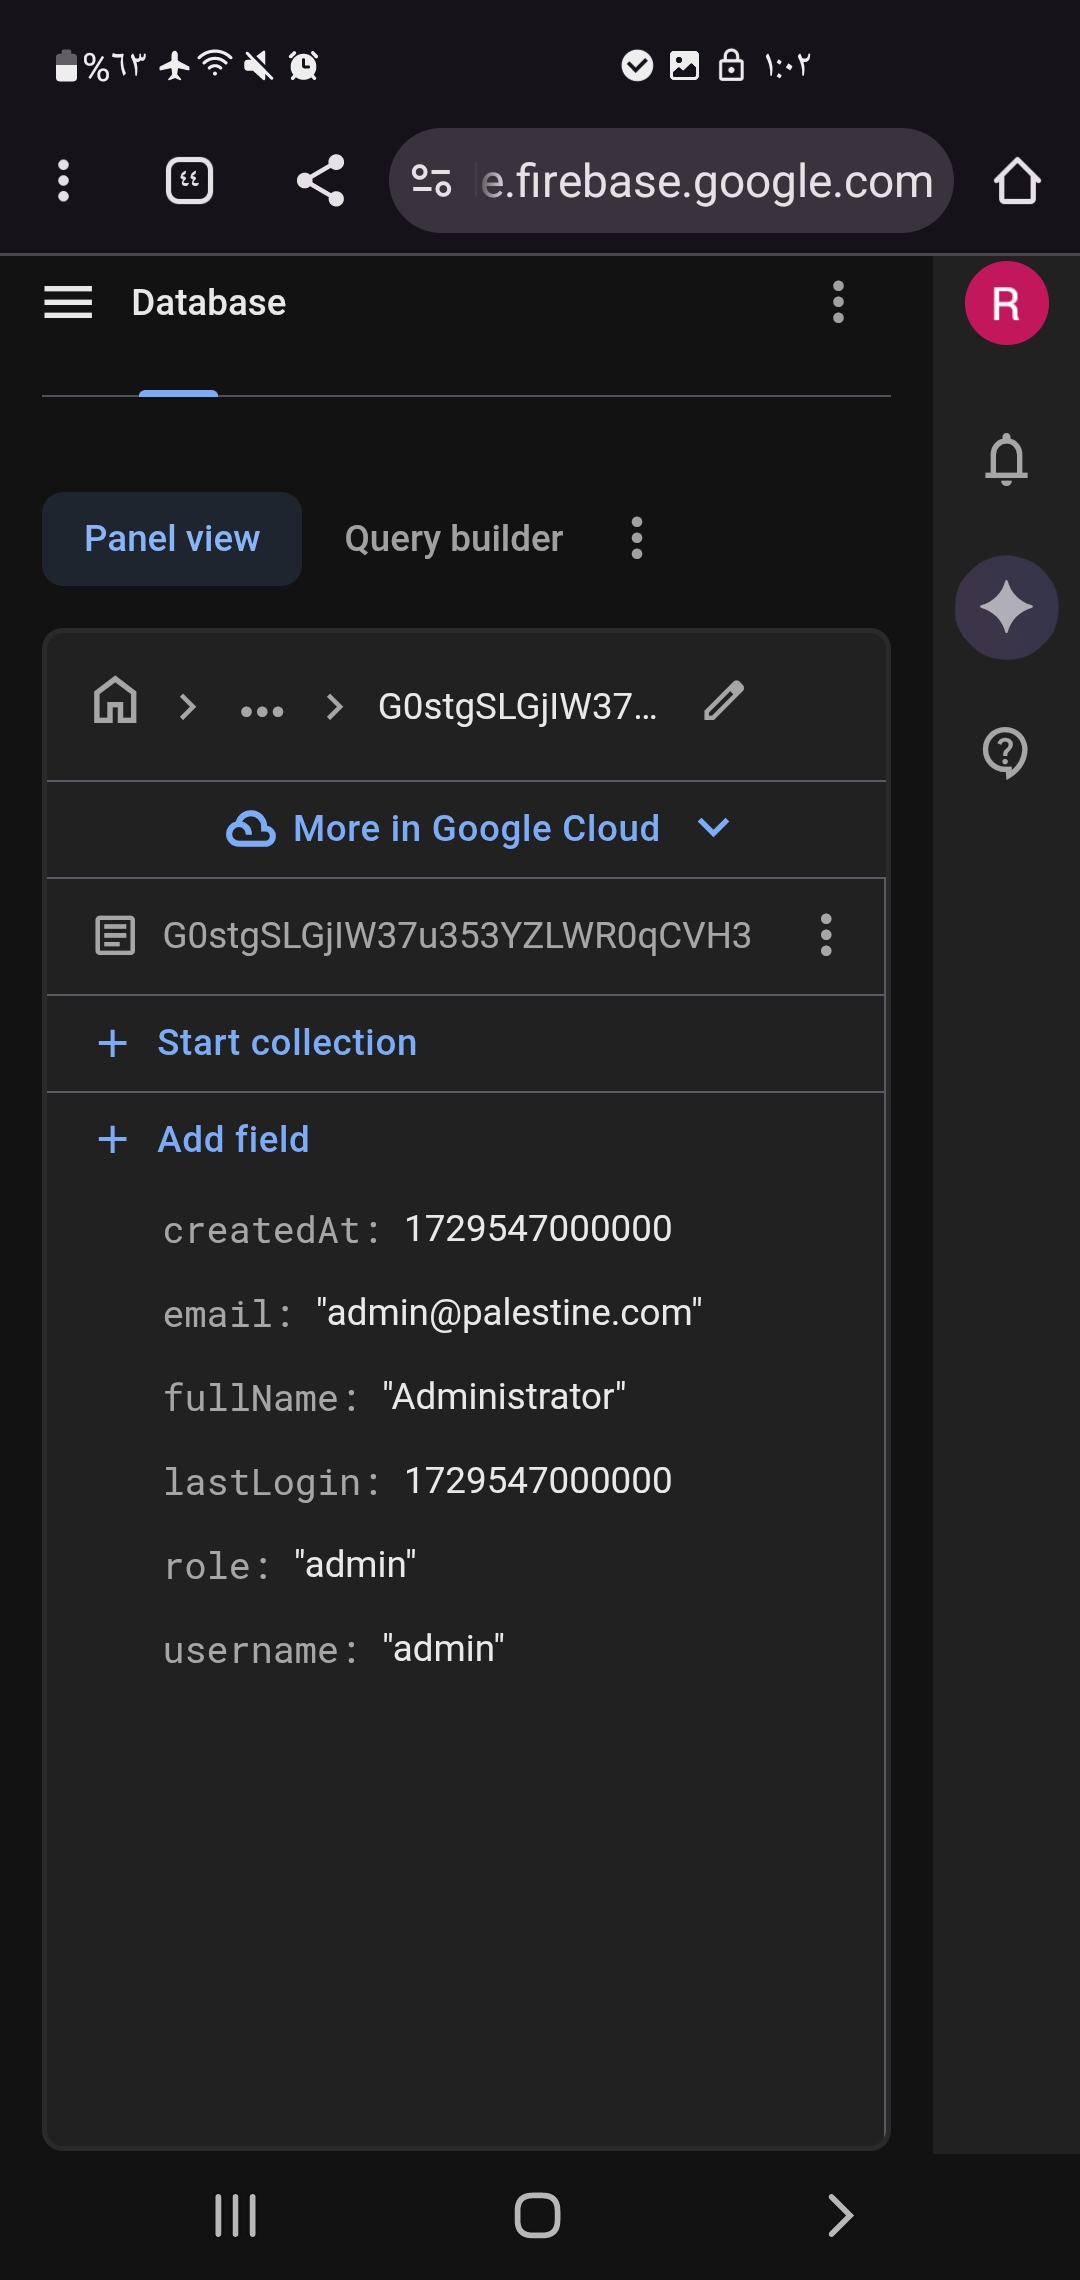 %٦٣
١:٠٢
٤٤
e.firebase.google.com
Database
R
Panel view
Query builder
G0stgSLGjIW37...
More in Google Cloud
G0stgSLGjIW37u353YZLWR0qCVH3
+ Start collection
+ Add field
createdAt: 1729547000000
email: "admin@palestine.com"
fullName: "Administrator"
lastLogin: 1729547000000
role: "admin"
username: "admin"